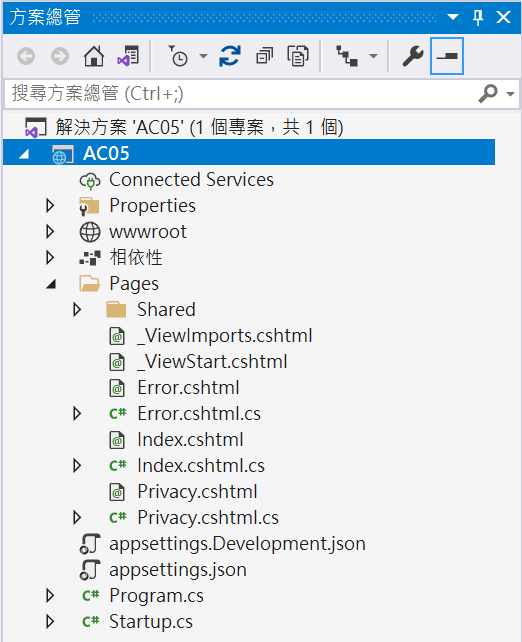 方案總管
搜尋方案總管 (Ctrl+;)
解決方案 'AC05' (1 個專案，共 1 個)
AC05
Connected Services
Properties
wwwroot
相依性
Pages
Shared
_ViewImports.cshtml
_ViewStart.cshtml
Error.cshtml
C# Error.cshtml.cs
Index.cshtml
C# Index.cshtml.cs
Privacy.cshtml
C# Privacy.cshtml.cs
appsettings.Development.json
appsettings.json
C# Program.cs
C# Startup.cs